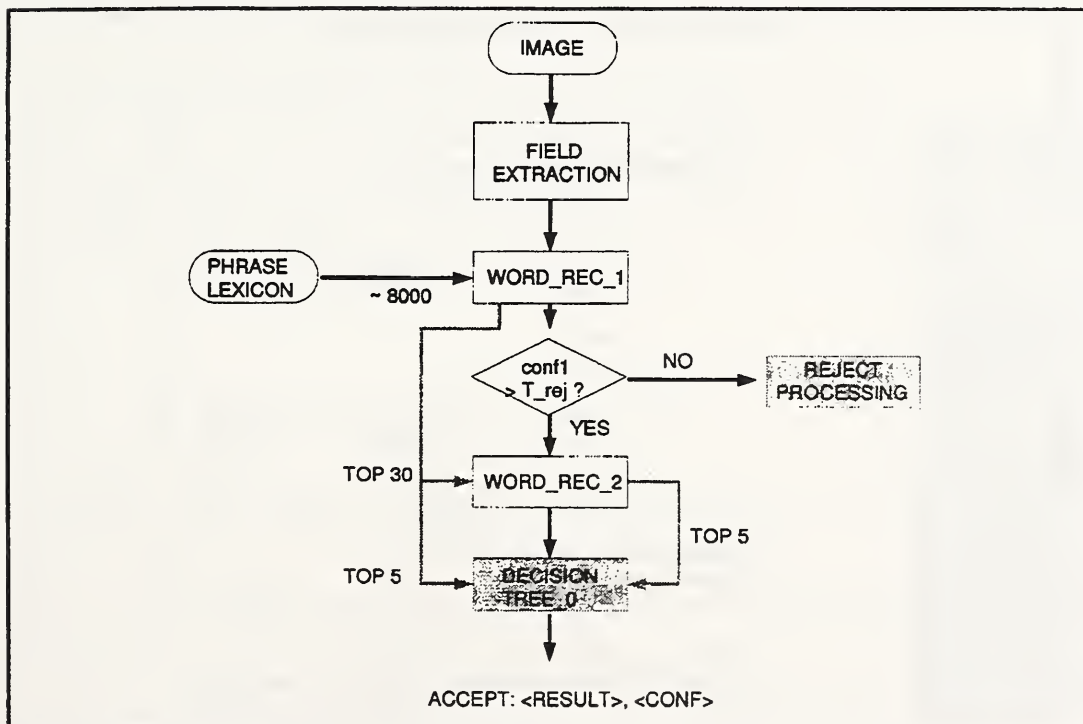 IMAGE
FIELD
EXTRACTION
PHRASE
LEXICON
~ 8000
WORD_REC_1
conf1
> T_rej ?
NO
REJECT
PROCESSING
YES
TOP 30
WORD_REC_2
TOP 5
TOP 5
DECISION
TREE_0
ACCEPT: <RESULT>, <CONF>